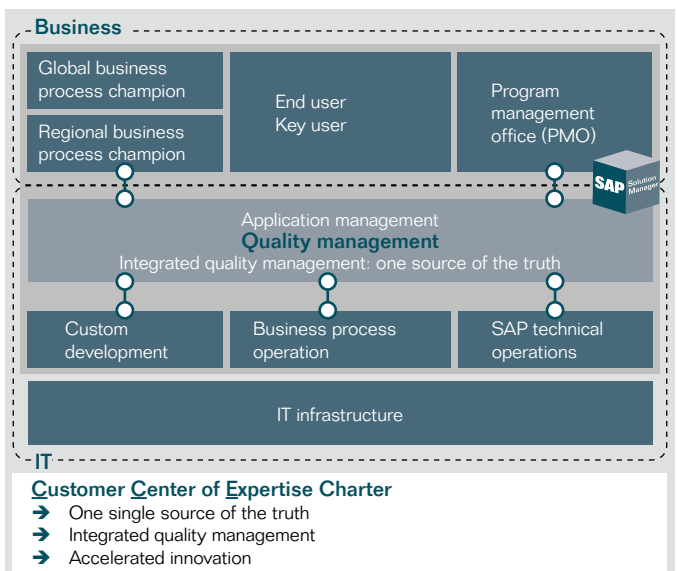 Business
Global business
process champion
Regional business
process champion
End user
Key user
Program
management
office (PMO)
SAP Solution
Manager
Application management
Quality management
Integrated quality management: one source of the truth
Custom
development
Business process
operation
SAP technical
operations
IT infrastructure
IT
Customer Center of Expertise Charter
➔ One single source of the truth
➔ Integrated quality management
➔ Accelerated innovation